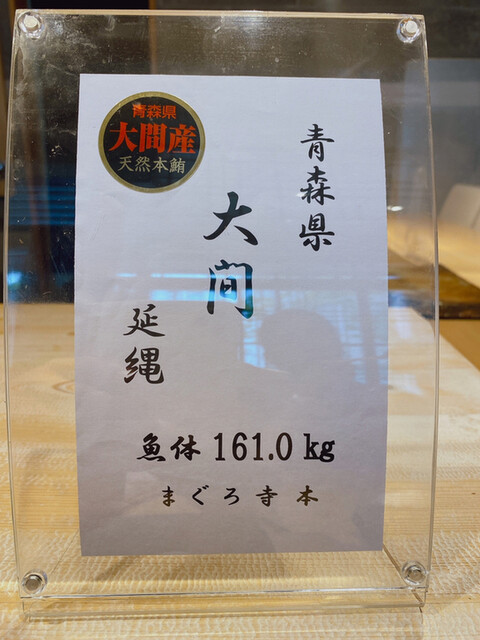 青森県
大間産
天然本鮪
青森県
大間
延縄
魚体 161.0 kg
まぐろ寺本